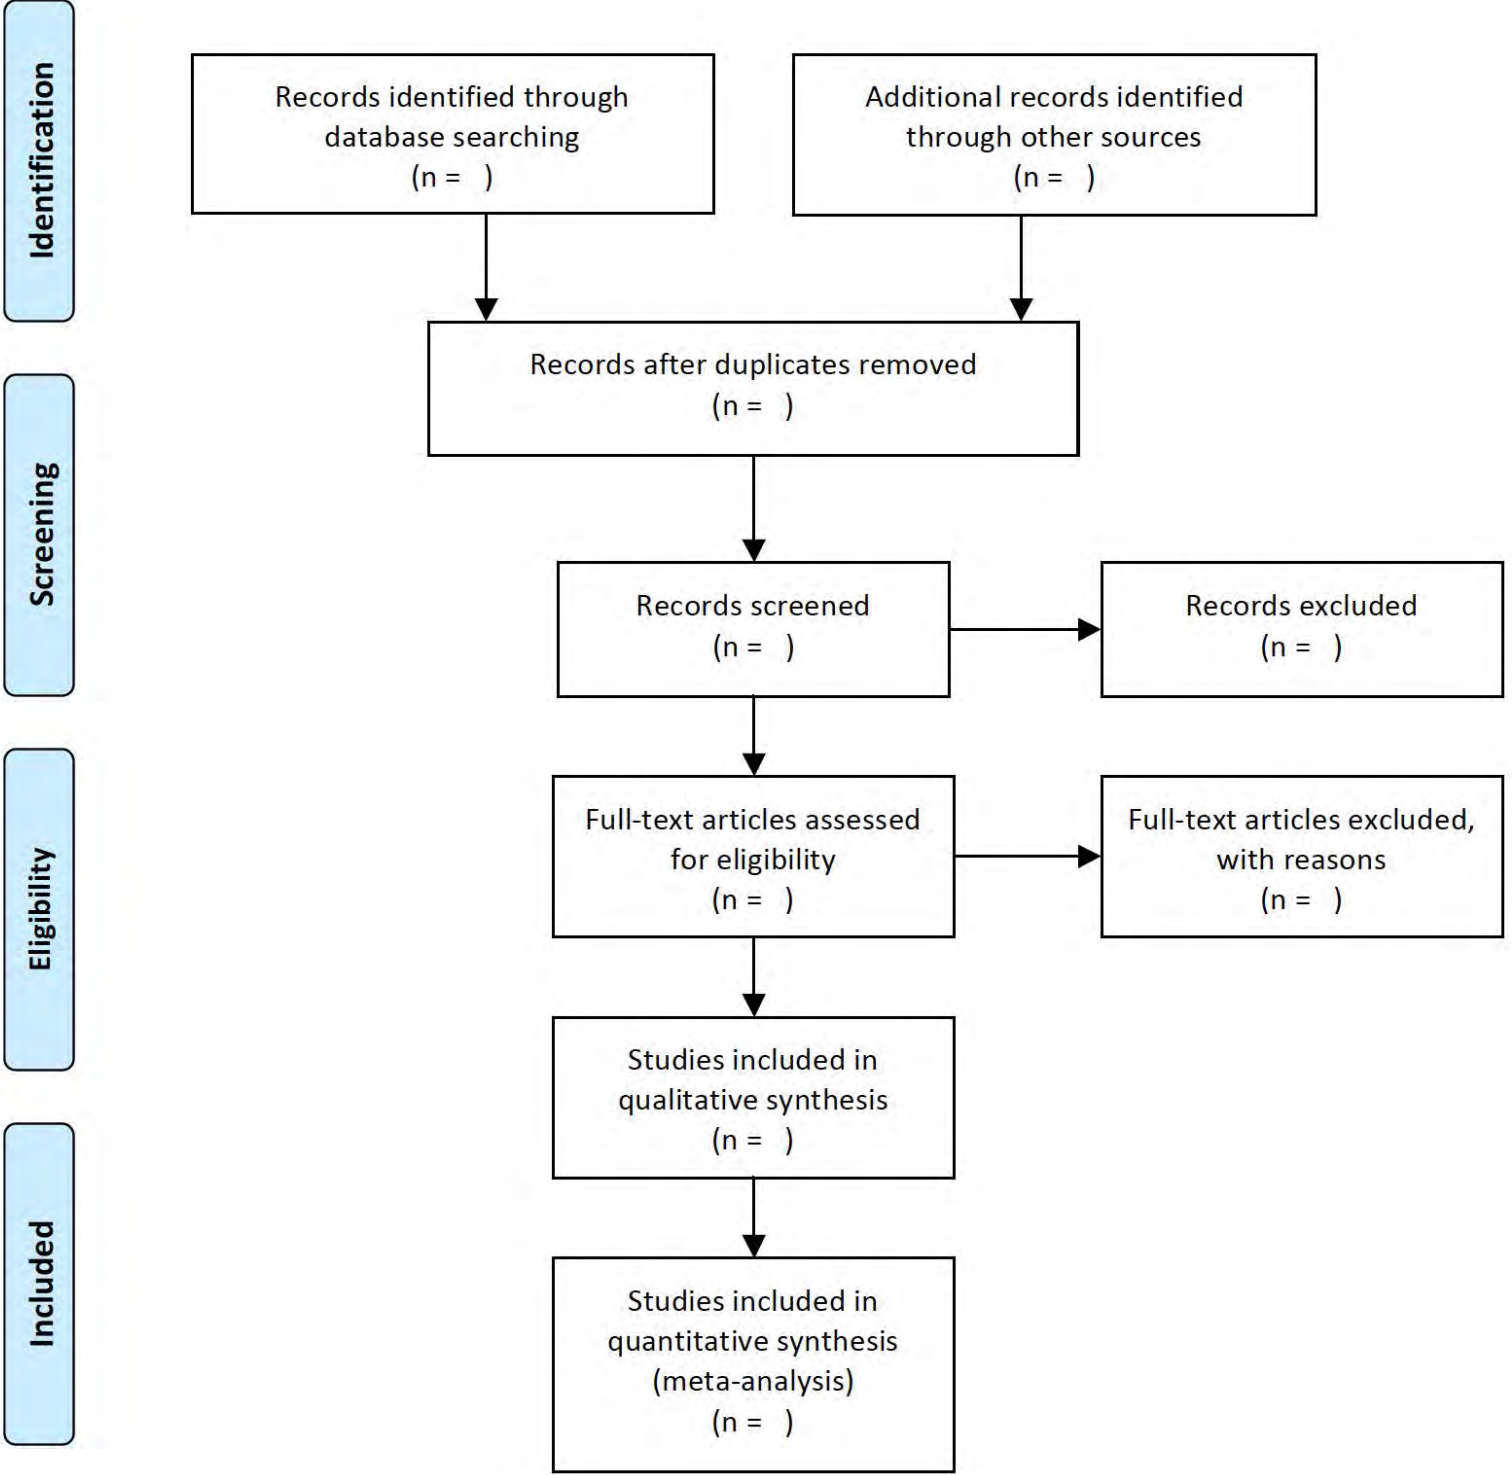 Identification
Records identified through
database searching
(n =   )
Additional records identified
through other sources
(n =   )
Records after duplicates removed
(n =   )
Screening
Records screened
(n =   )
Records excluded
(n =   )
Eligibility
Full-text articles assessed
for eligibility
(n =   )
Full-text articles excluded,
with reasons
(n =   )
Studies included in
qualitative synthesis
(n =   )
Included
Studies included in
quantitative synthesis
(meta-analysis)
(n =   )